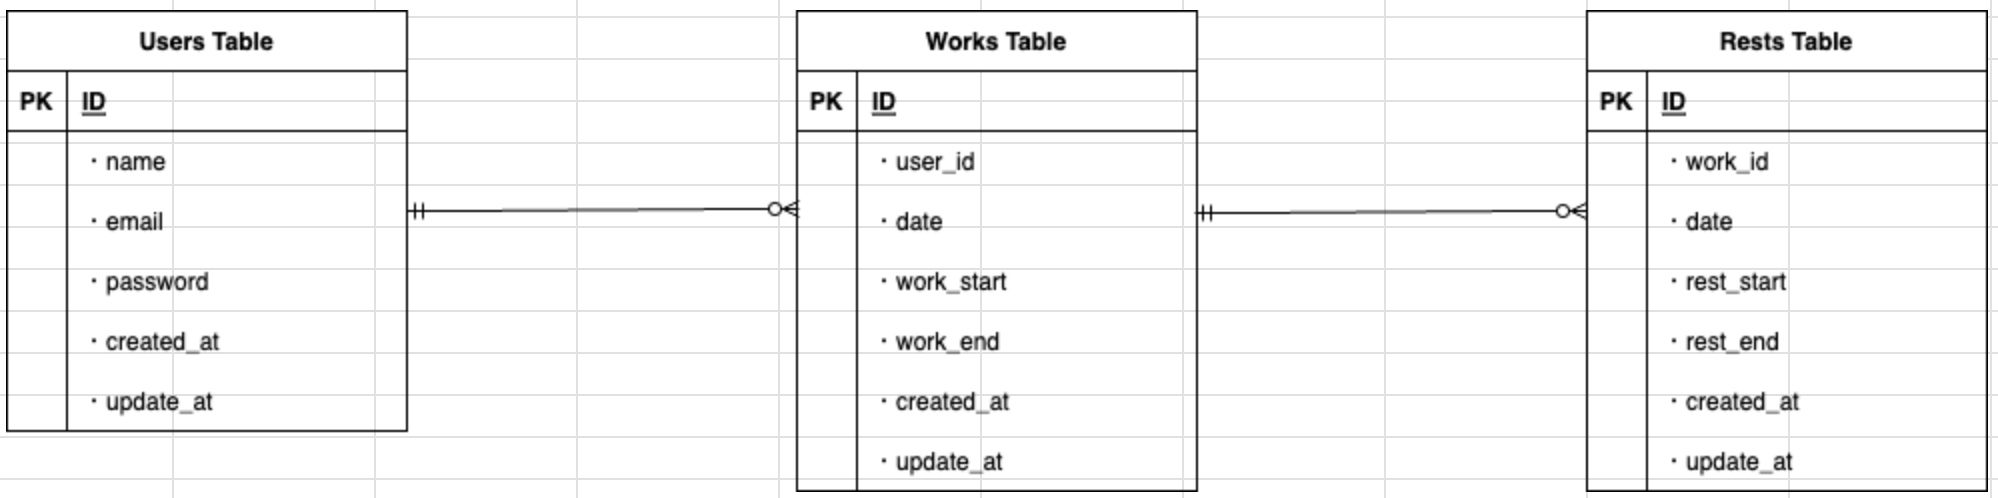 Users Table
PK ID
・name
・email
・password
・created_at
・update_at
Works Table
PK ID
・user_id
・date
・work_start
・work_end
・created_at
・update_at
Rests Table
PK ID
・work_id
・date
・rest_start
・rest_end
・created_at
・update_at